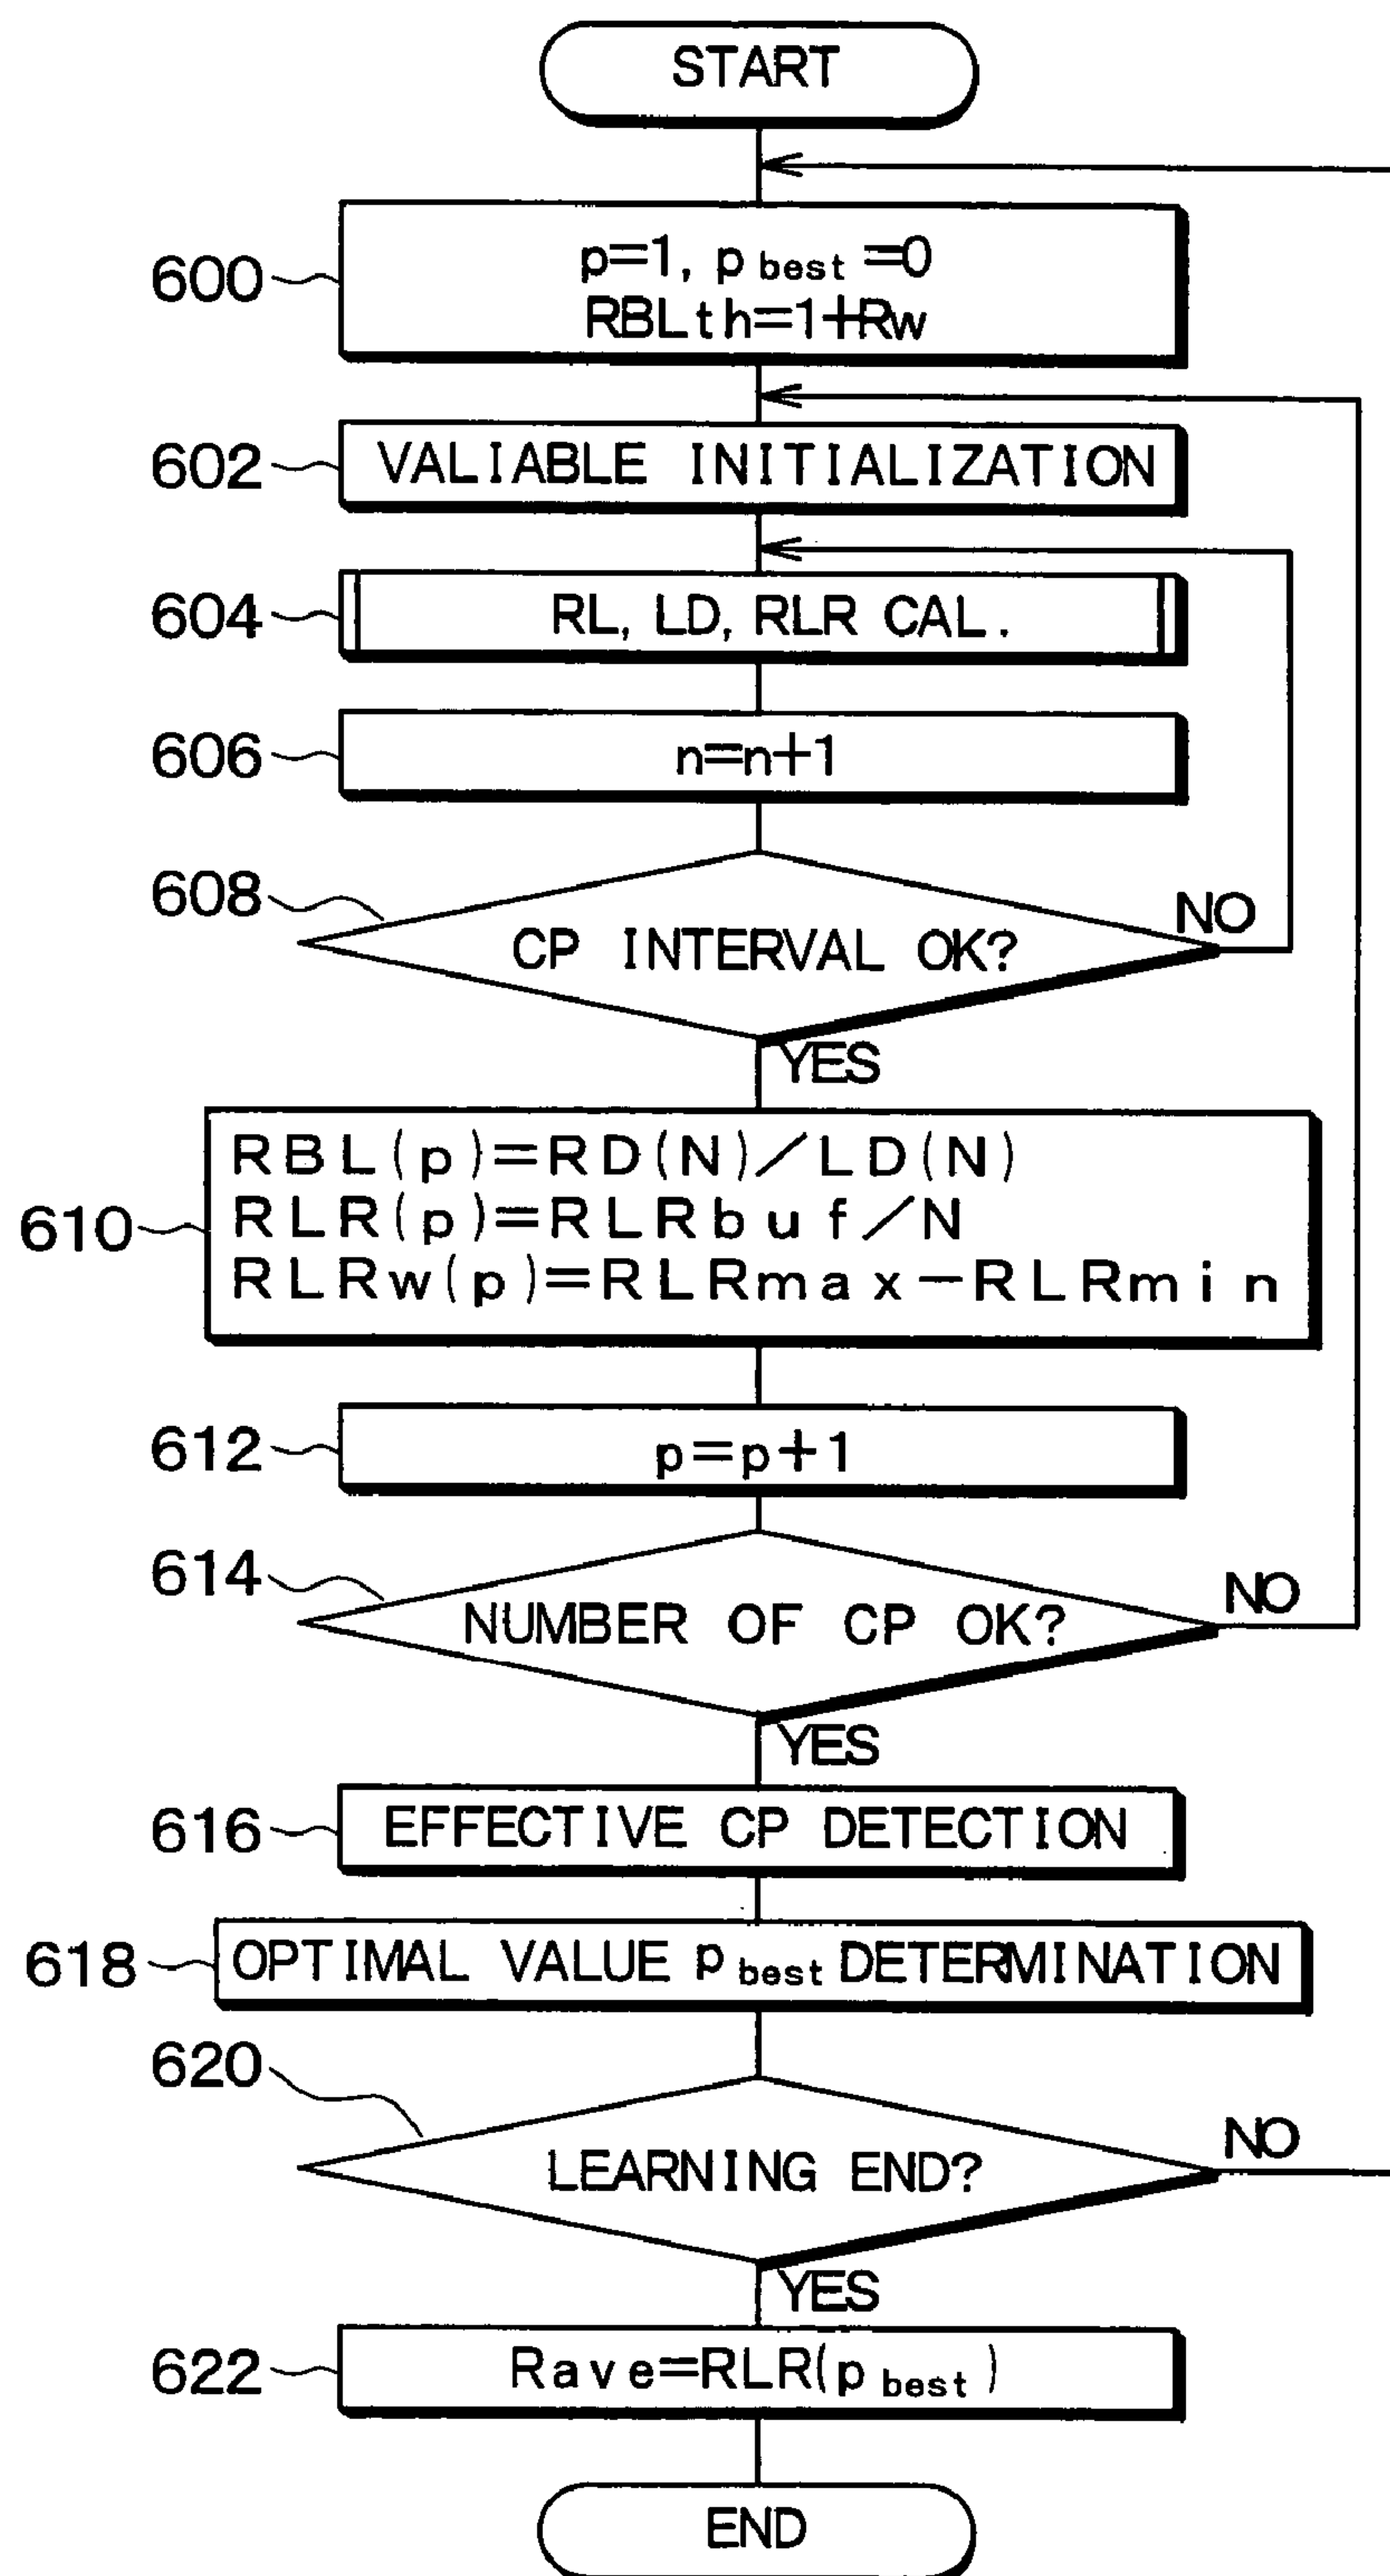 START
600
p=1, p best =0
RBLth=1+Rw
602
VALIABLE INITIALIZATION
604
RL, LD, RLR CAL.
606
n=n+1
608
CP INTERVAL OK?
NO
YES
610
RBL(p)=RD(N)/LD(N)
RLR(p)=RLRbuf/N
RLRw(p)=RLRmax-RLRmin
612
p=p+1
614
NUMBER OF CP OK?
NO
YES
616
EFFECTIVE CP DETECTION
618
OPTIMAL VALUE p best DETERMINATION
620
LEARNING END?
NO
YES
622
Rave=RLR(p best)
END